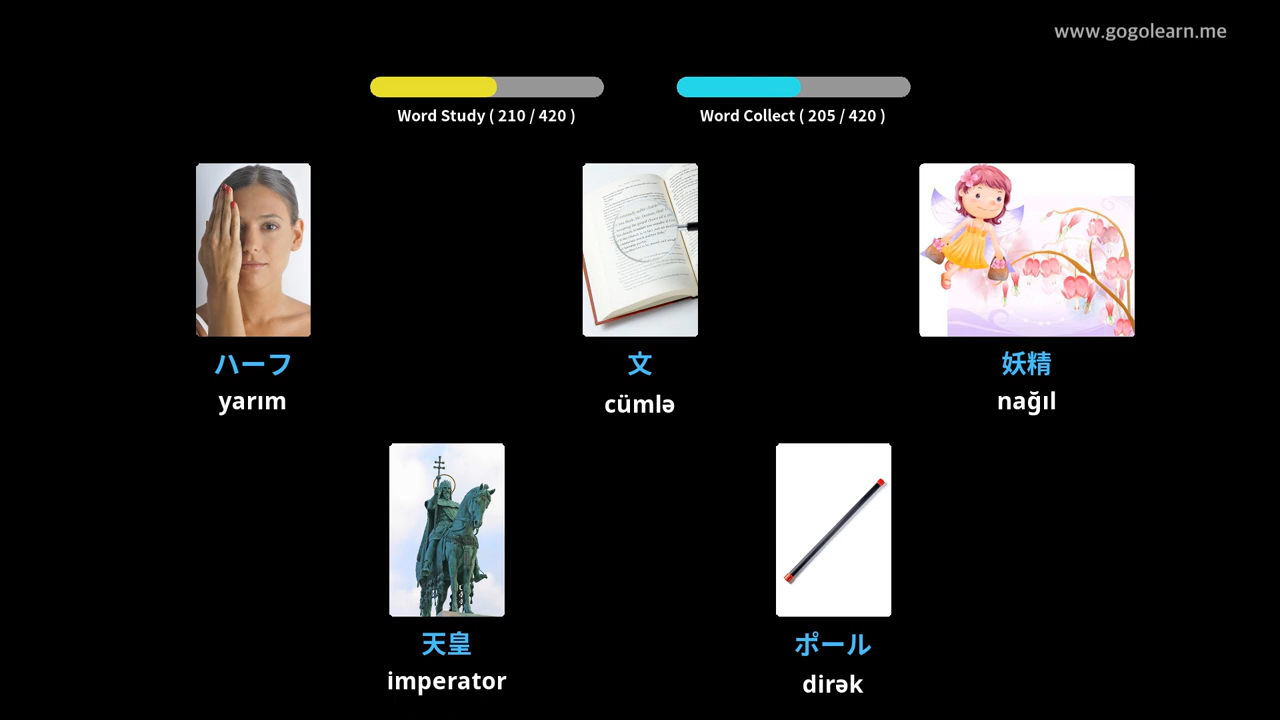 www.gogolearn.me
Word Study ( 210 / 420 )
Word Collect ( 205 / 420 )
ハーフ
yarım
文
cümlə
妖精
nağıl
天皇
imperator
ポール
dirək